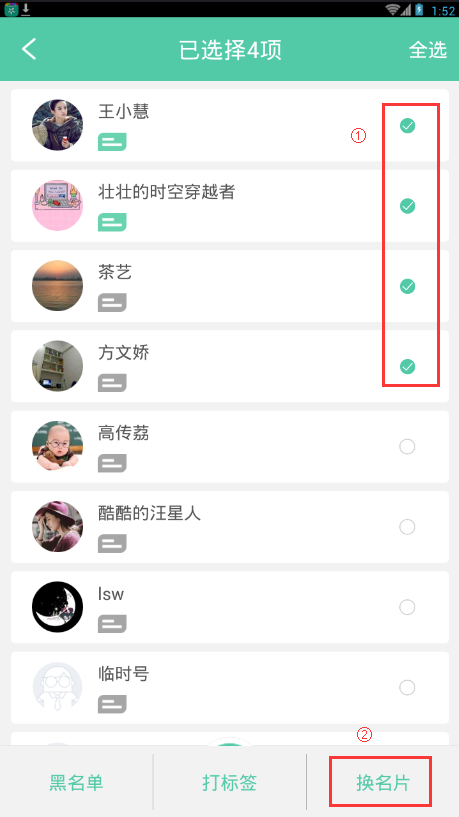 1:52
已选择4项
全选
王小慧
①
壮壮的时空穿越者
茶艺
方文娇
高传荔
酷酷的汪星人
lsw
临时号
②
黑名单
打标签
换名片